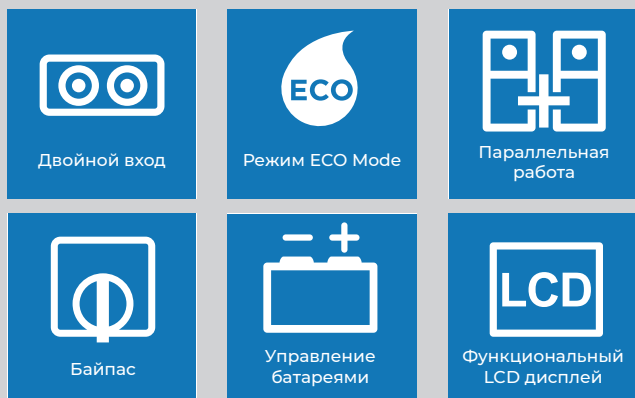 ECO
Двойной вход
Режим ECO Mode
Параллельная
работа
LCD
Байпас
Управление
батареями
Функциональный
LCD дисплей